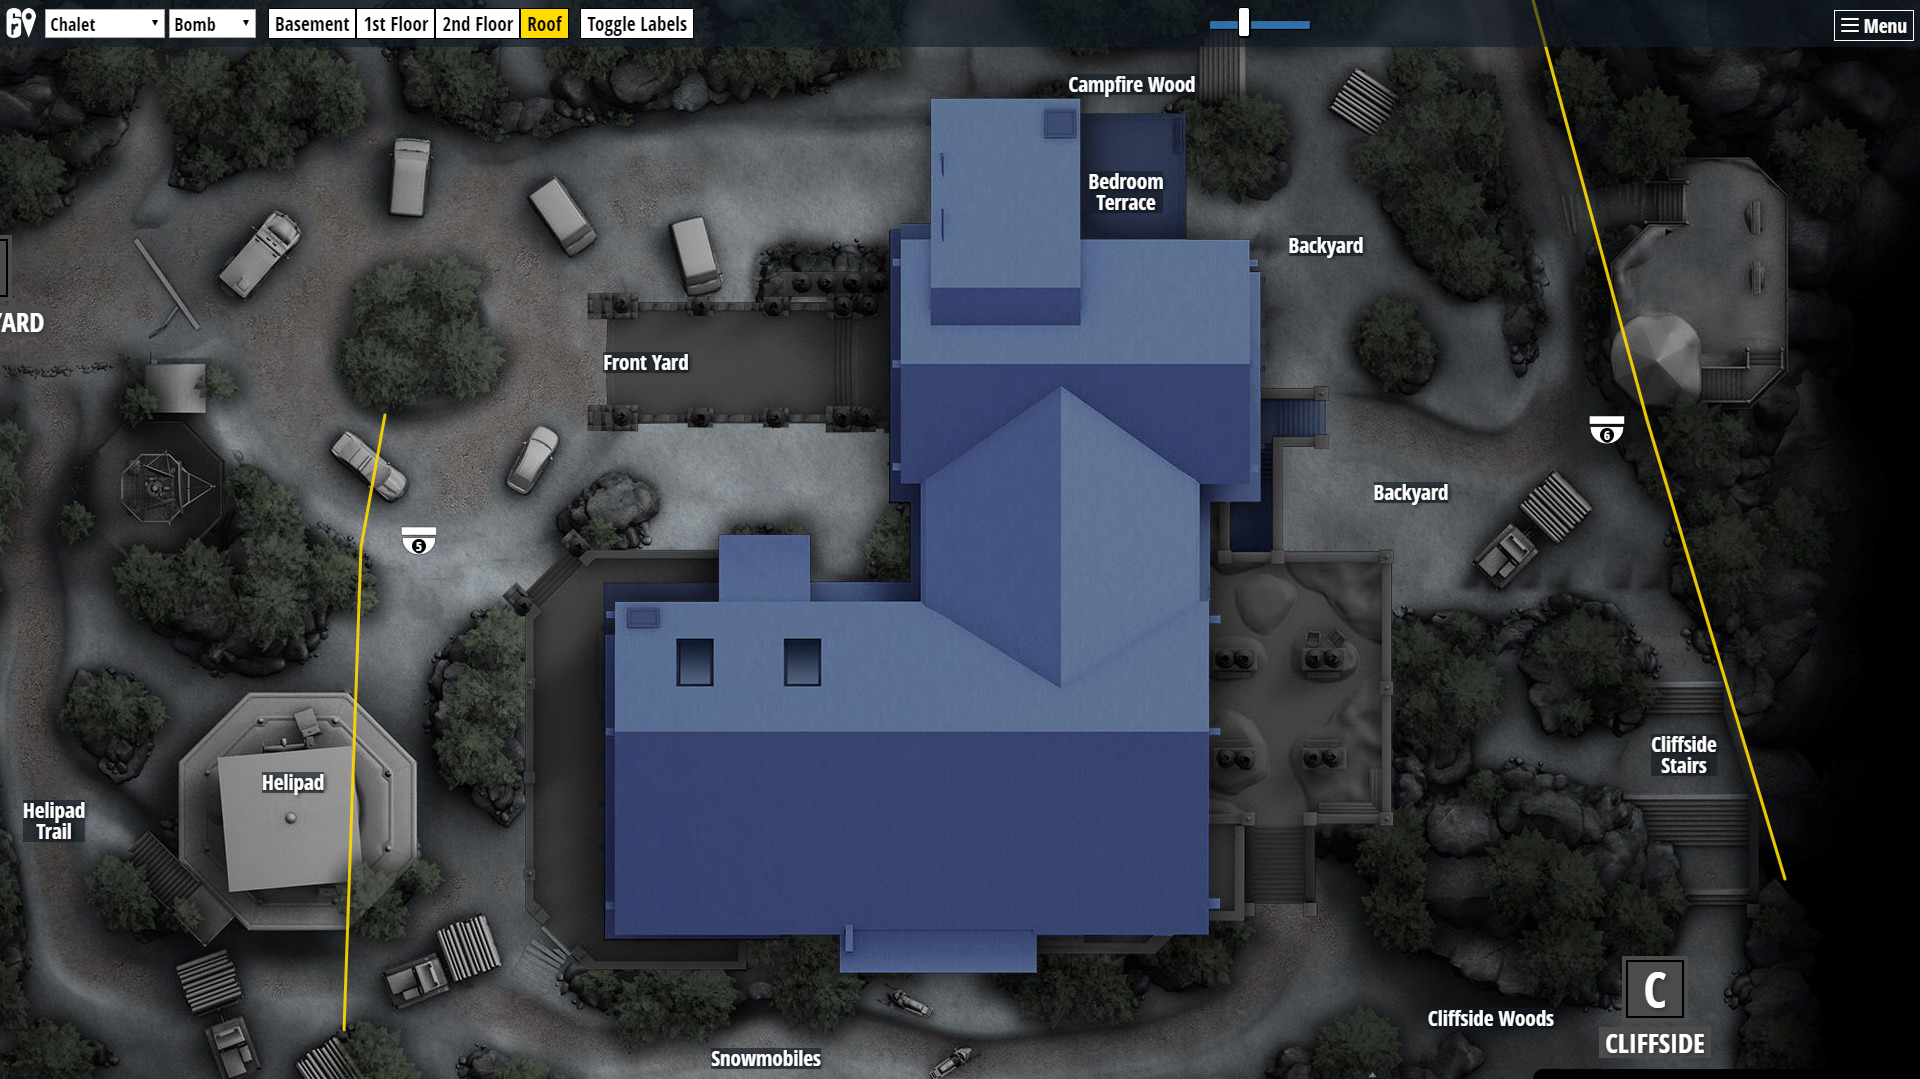 Chalet
Bomb
Basement
1st Floor
2nd Floor
Roof
Toggle Labels
Menu
Campfire Wood
Bedroom
Terrace
Backyard
YARD
Front Yard
6
Backyard
5
Cliffside
Stairs
Helipad
Helipad
Trail
C
Cliffside Woods
CLIFFSIDE
Snowmobiles